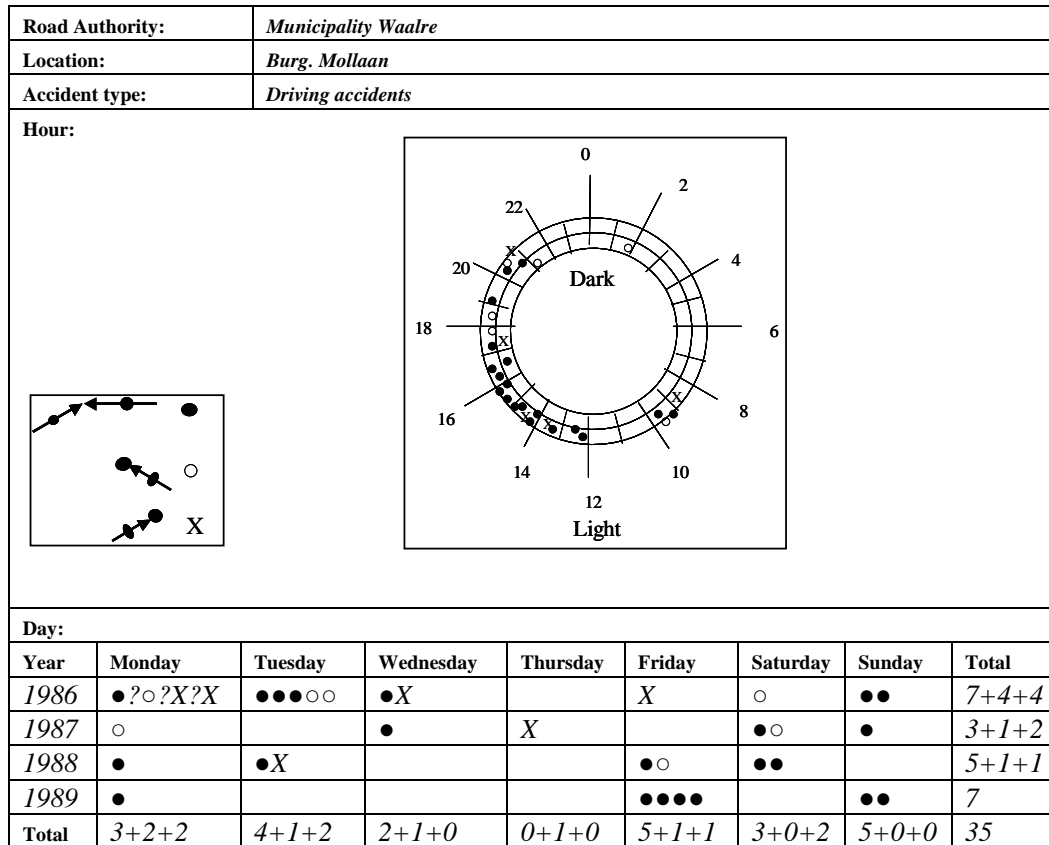 Road Authority: Municipality Waalre
Location: Burg. Mollaan
Accident type: Driving accidents
Hour:
0
2
22
4
20
Dark
18
6
16
8
14
10
12
Light
X
X
X
X
X
X
○
X
Day:
Year Monday Tuesday Wednesday Thursday Friday Saturday Sunday Total
1986 ●?○?X?X ●●●○○ ●X X ○ ●● 7+4+4
1987 ○ ● X ●○ ● 3+1+2
1988 ● ●X ●○ ●● 5+1+1
1989 ● ●●●● ●● 7
Total 3+2+2 4+1+2 2+1+0 0+1+0 5+1+1 3+0+2 5+0+0 35